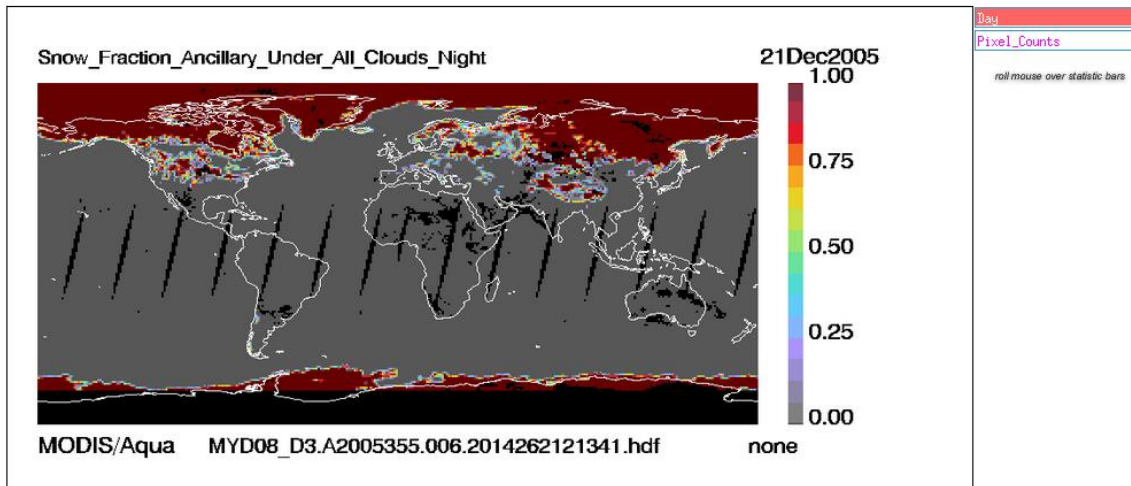 Snow_Fraction_Ancillary_Under_All_Clouds_Night 21Dec2005
1.00
0.75
0.50
0.25
0.00
MODIS/Aqua MYD08_D3.A2005355.006.2014262121341.hdf none
Day
Pixel_Counts
roll mouse over statistic bars